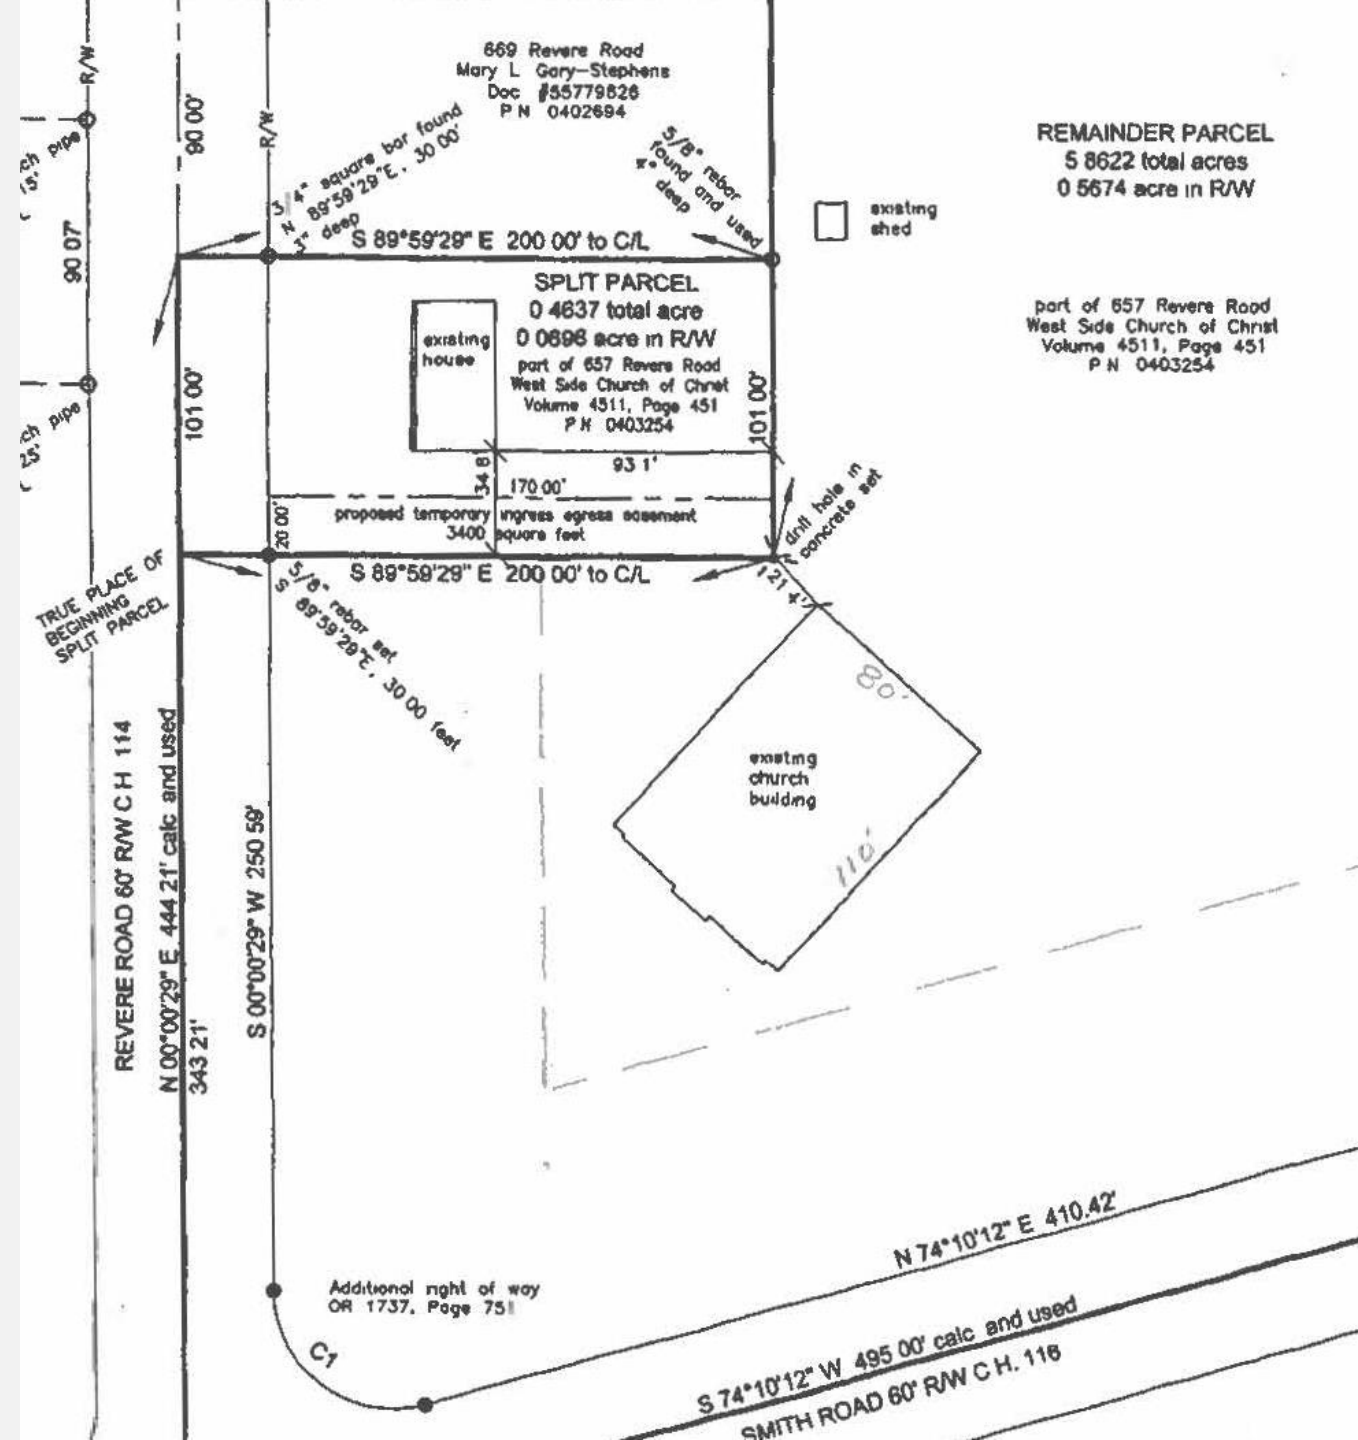 669 Revere Road
Mary L Gary-Stephens
Doc #55779826
P N 0402694
R/W
90 00'
R/W
3/4" square bar found
N 89°59'29"E, 30 00'
3" deep
5/8" rebar
found and used
4" deep
REMAINDER PARCEL
5 8622 total acres
0 5674 acre in R/W
existing
shed
ch pipe
90 07'
S 89°59'29" E 200 00' to C/L
SPLIT PARCEL
0 4637 total acre
0 0696 acre in R/W
part of 657 Revere Road
West Side Church of Christ
Volume 4511, Page 451
P N 0403254
existing
house
part of 657 Revere Road
West Side Church of Christ
Volume 4511, Page 451
P N 0403254
101 00'
101 00'
ch pipe
25,
93 1'
34 8'
170 00'
20 00'
proposed temporary ingress egress easement
3400 square feet
drill hole in
concrete set
S 89°59'29" E 200 00' to C/L
21 4'
TRUE PLACE OF
BEGINNING
SPLIT PARCEL
5/8" rebar set
S 89°59'29"E, 30 00 feet
80'
existing
church
building
110'
REVERE ROAD 60' R/W C H 114
N 00°00'29" E 444 21' calc and used
343 21'
S 00°00'29" W 250 59'
N 74°10'12" E 410.42'
Additional right of way
OR 1737, Page 751
C1
S 74°10'12" W 495 00' calc and used
SMITH ROAD 60' R/W C H. 116